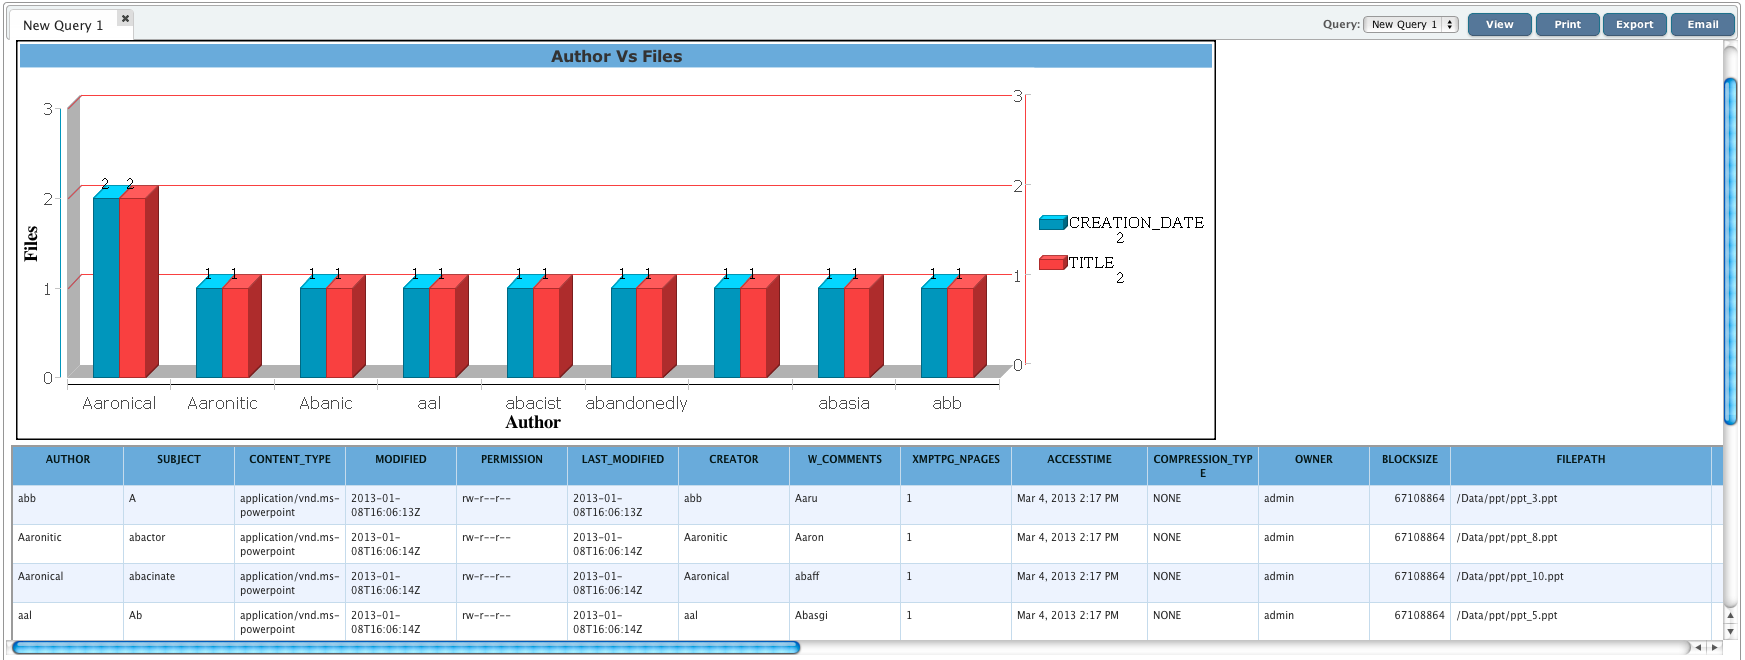 New Query 1
Query: New Query 1 View Print Export Email
Author Vs Files
3 3
2 2
2 2
1 1 1 1 1 1 1 1 1 1 1 1 1 1 1 1
1 1
0 0
Files
CREATION_DATE
2
TITLE
2
Aaronical Aaronitic Abanic aal abacist abandonedly abasia abb
Author
AUTHOR SUBJECT CONTENT_TYPE MODIFIED PERMISSION LAST_MODIFIED CREATOR W_COMMENTS XMPTPG_NPAGES ACCESSTIME COMPRESSION_TYP OWNER BLOCKSIZE FILEPATH
E
abb A application/vnd.ms- 2013-01- rw-r--r-- 2013-01- abb Aaru 1 Mar 4, 2013 2:17 PM NONE admin 67108864 /Data/ppt/ppt_3.ppt
powerpoint 08T16:06:13Z 08T16:06:13Z
Aaronitic abactor application/vnd.ms- 2013-01- rw-r--r-- 2013-01- Aaronitic Aaron 1 Mar 4, 2013 2:17 PM NONE admin 67108864 /Data/ppt/ppt_8.ppt
powerpoint 08T16:06:14Z 08T16:06:14Z
Aaronical abacinate application/vnd.ms- 2013-01- rw-r--r-- 2013-01- Aaronical abaff 1 Mar 4, 2013 2:17 PM NONE admin 67108864 /Data/ppt/ppt_10.ppt
powerpoint 08T16:06:14Z 08T16:06:14Z
aal Ab application/vnd.ms- 2013-01- rw-r--r-- 2013-01- aal Abasgi 1 Mar 4, 2013 2:17 PM NONE admin 67108864 /Data/ppt/ppt_5.ppt
powerpoint 08T16:06:14Z 08T16:06:14Z